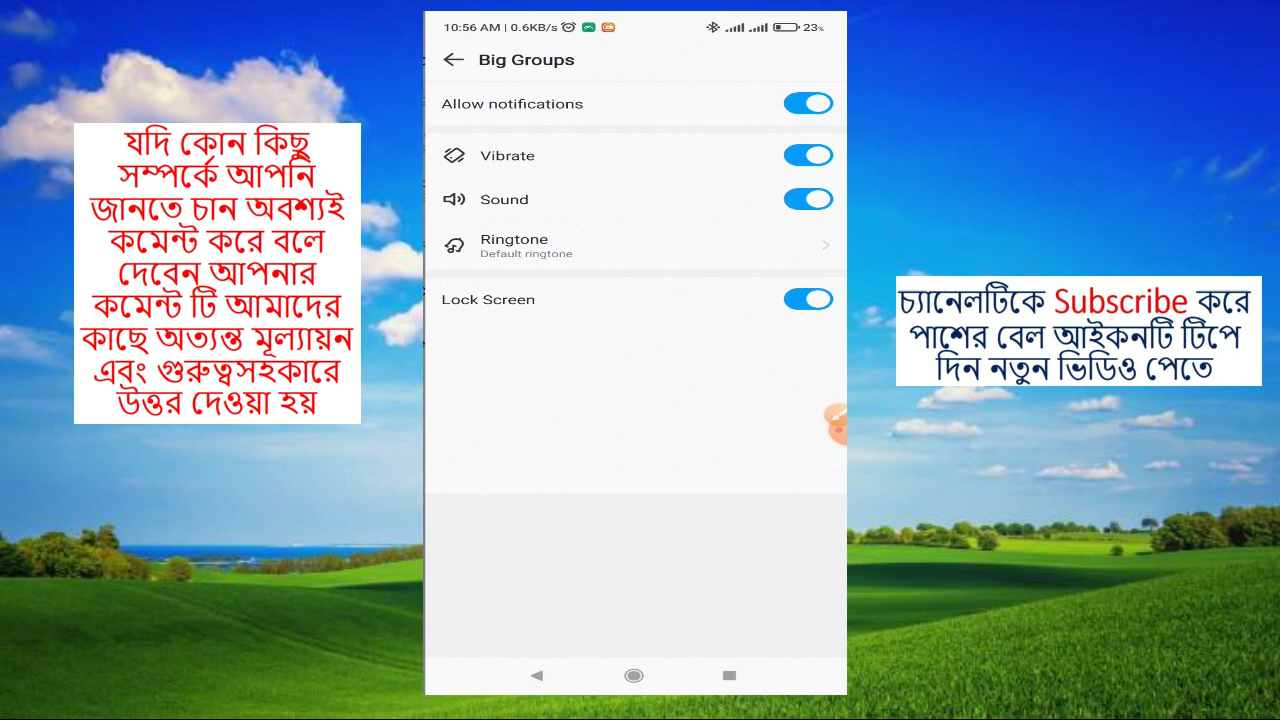 যদি কোন কিছু
সম্পর্কে আপনি
জানতে চান অবশ্যই
কমেন্ট করে বলে
দেবেন আপনার
কমেন্ট টি আমাদের
কাছে অত্যন্ত মূল্যায়ন
এবং গুরুত্বসহকারে
উত্তর দেওয়া হয়
10:56 AM | 0.6KB/s 23%
Big Groups
Allow notifications
Vibrate
Sound
Ringtone
Default ringtone
Lock Screen
চ্যানেলটিকে Subscribe করে
পাশের বেল আইকনটি টিপে
দিন নতুন ভিডিও পেতে